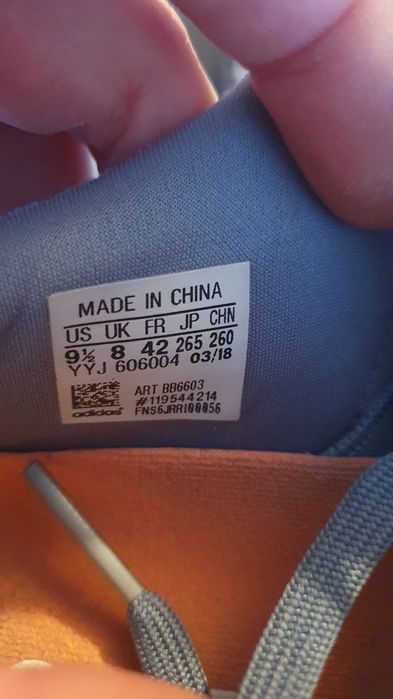 MADE IN CHINA
US UK FR JP CHN
9½ 8 42 265 260
YYJ 606004 03/18
ART BB6603
#119544214
adidas FNS6JRRI00056